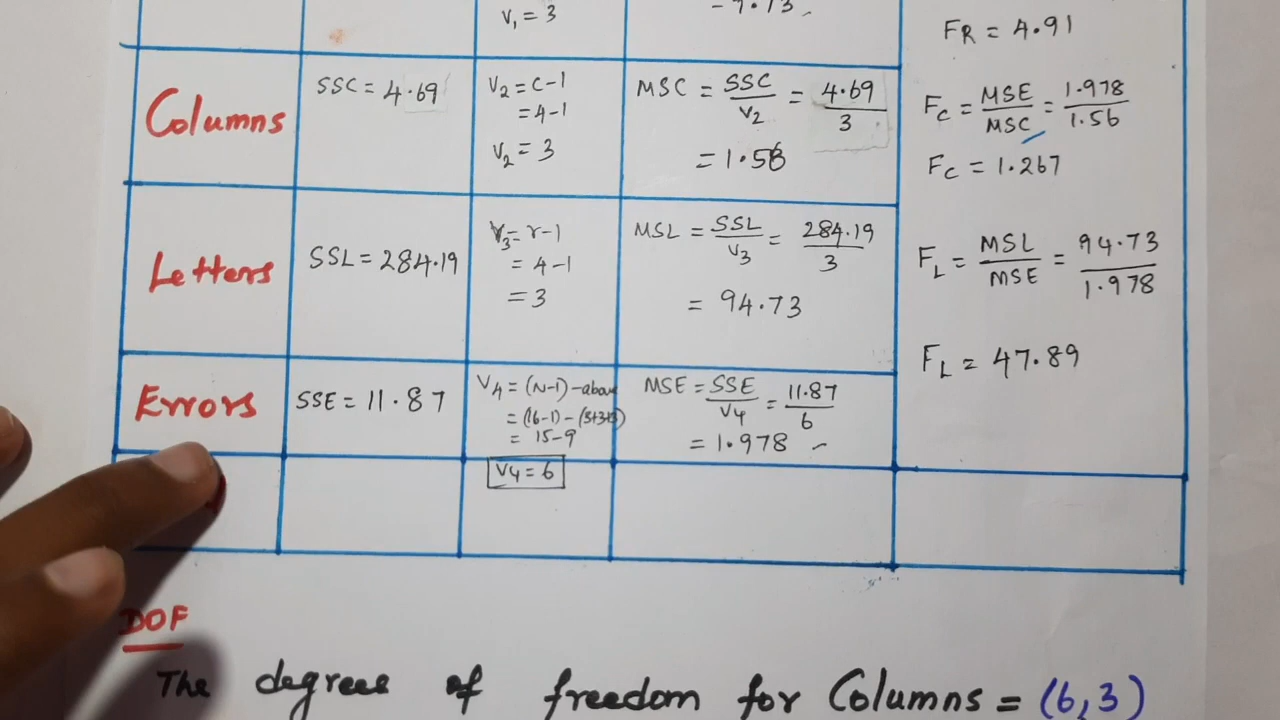 V₁ = 3
FR = 4.91
Columns
SSC = 4.69
V₂ = C-1
= 4-1
V₂ = 3
MSC = SSC/V₂ = 4.69/3
= 1.56
Fc = MSE/MSC = 1.978/1.56
Fc = 1.267
Letters
SSL = 284.19
V₃ = r-1
= 4-1
= 3
MSL = SSL/V₃ = 284.19/3
= 94.73
FL = MSL/MSE = 94.73/1.978
FL = 47.89
Errors
SSE = 11.87
V₄ = (N-1) - above
= (16-1) - (3+3+3)
= 15-9
V₄ = 6
MSE = SSE/V₄ = 11.87/6
= 1.978
DOF
The degrees of freedom for Columns = (6,3)